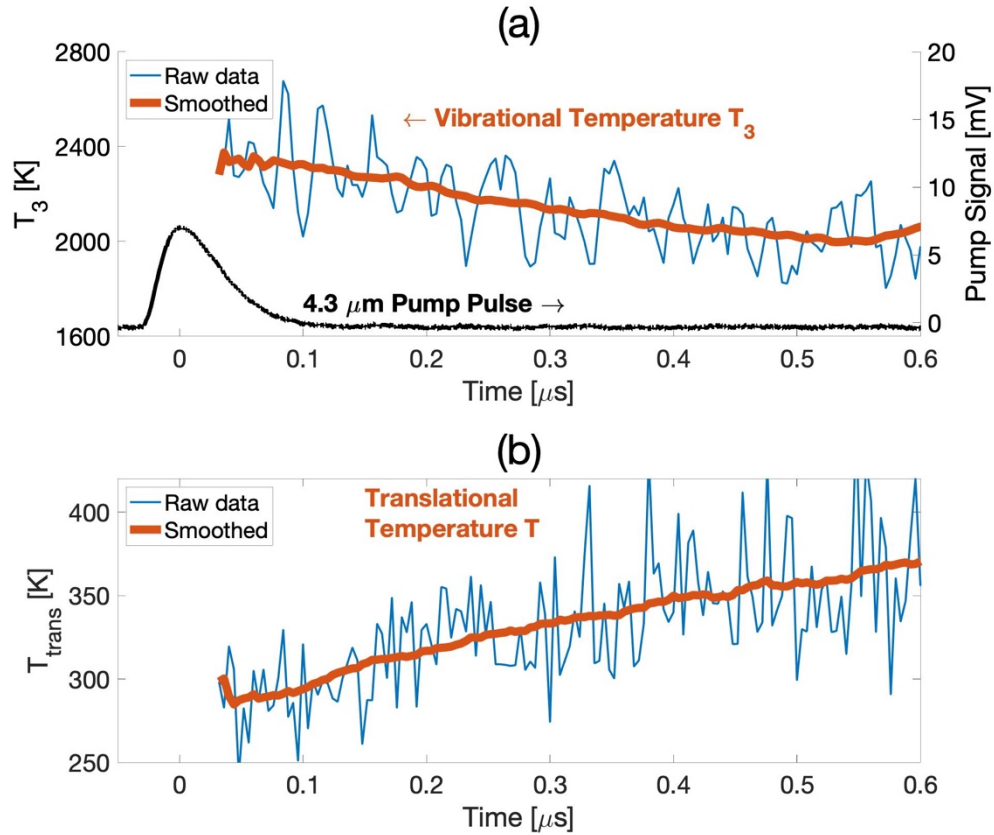 (a)
2800
2400
2000
1600
T3 [K]
Raw data
Smoothed
← Vibrational Temperature T3
4.3 μm Pump Pulse →
20
15
10
5
0
Pump Signal [mV]
0
0.1
0.2
0.3
0.4
0.5
0.6
Time [μs]
(b)
400
350
300
250
Ttrans [K]
Raw data
Smoothed
Translational
Temperature T
0
0.1
0.2
0.3
0.4
0.5
0.6
Time [μs]